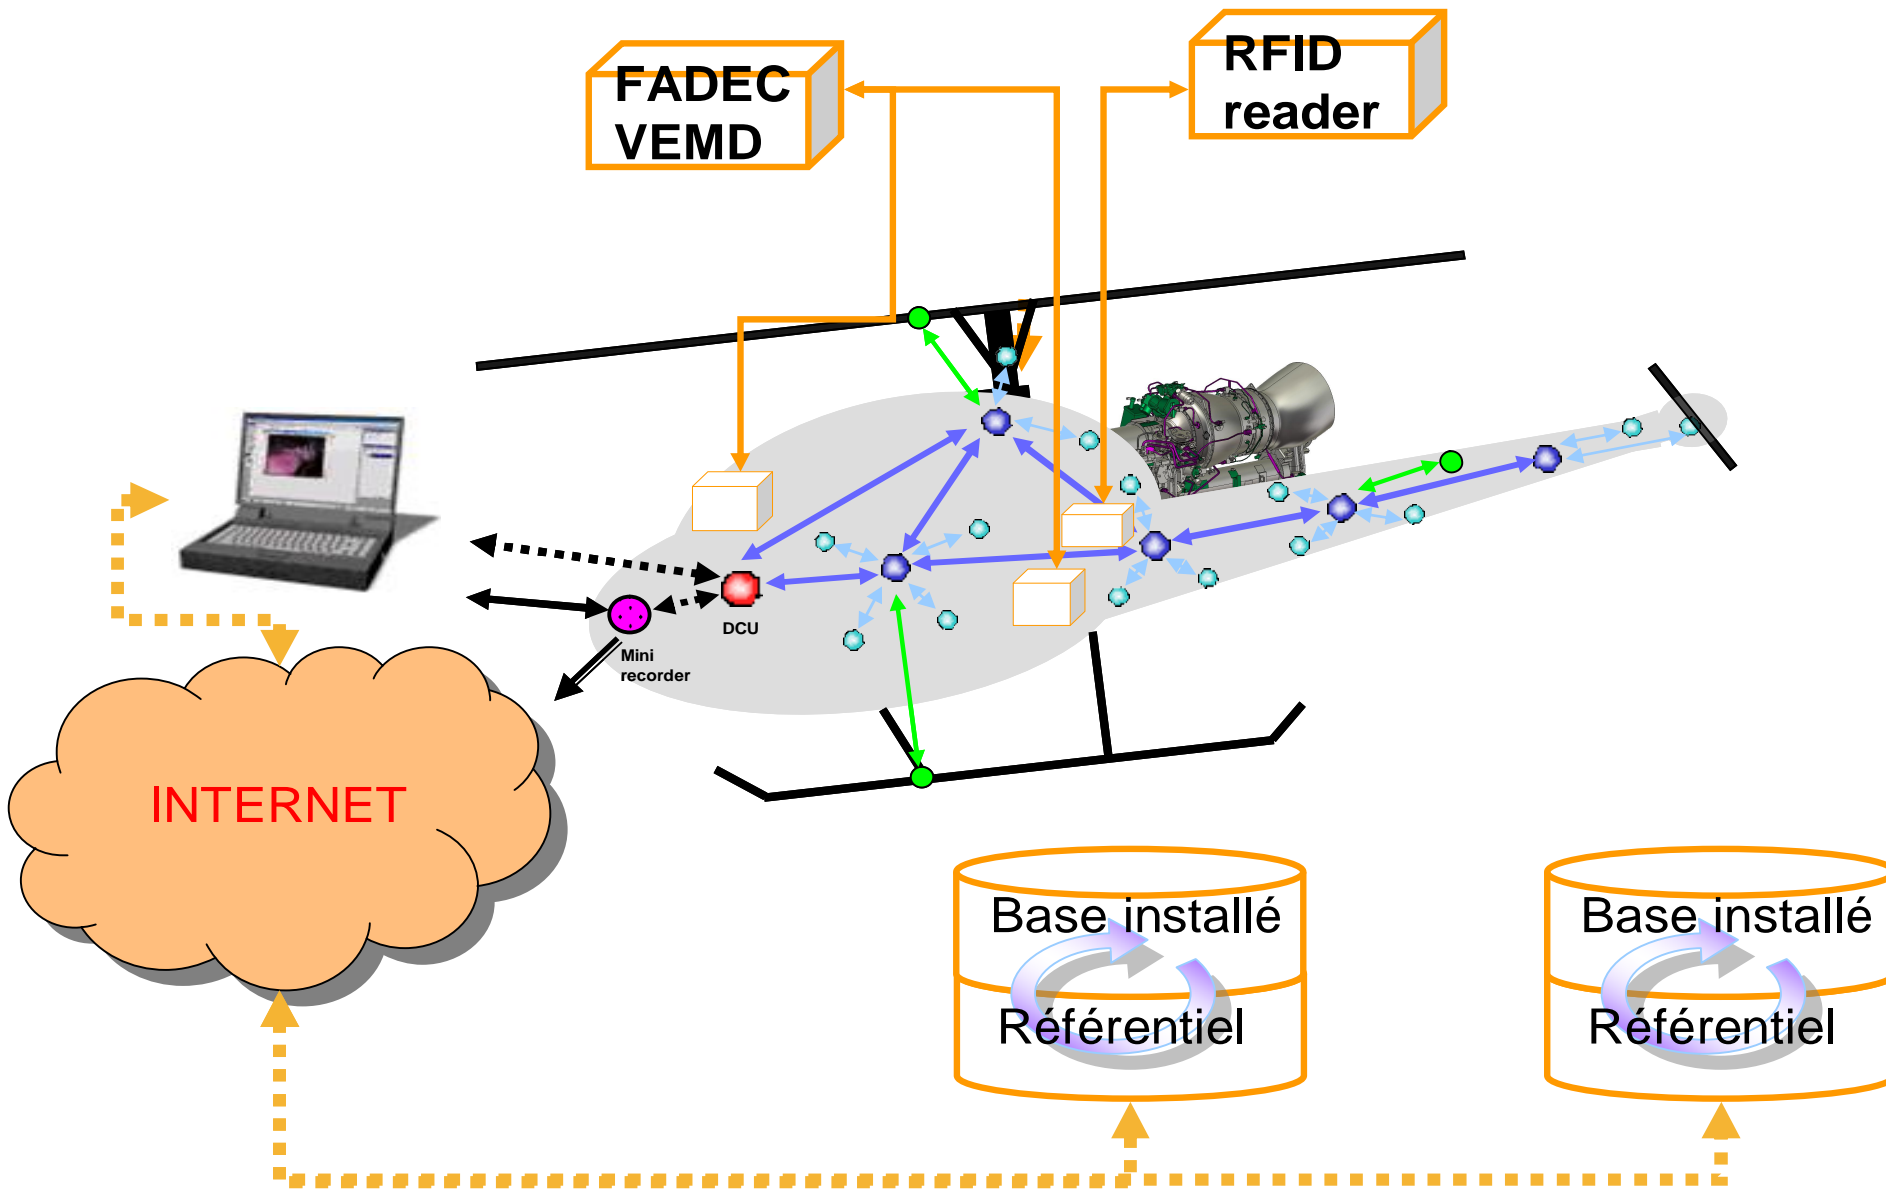 FADEC
VEMD
RFID
reader
DCU
Mini
recorder
INTERNET
Base installé
Référentiel
Base installé
Référentiel